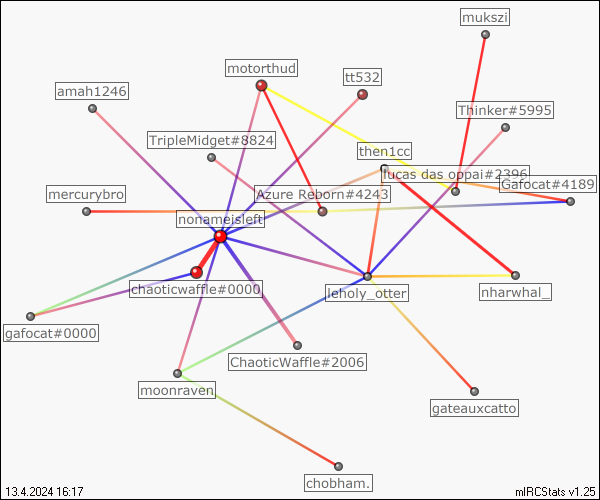 mukszi
motorthud
tt532
amah1246
Thinker#5995
TripleMidget#8824
then1cc
lucas das oppai#2396
Gafocat#4189
mercurybro
Azure Reborn#4243
nonameisleft
chaoticwaffle#0000
leholy_otter
nharwhal_
gafocat#0000
ChaoticWaffle#2006
moonraven
gateauxcatto
chobham.
13.4.2024 16:17
mIRCStats v1.25